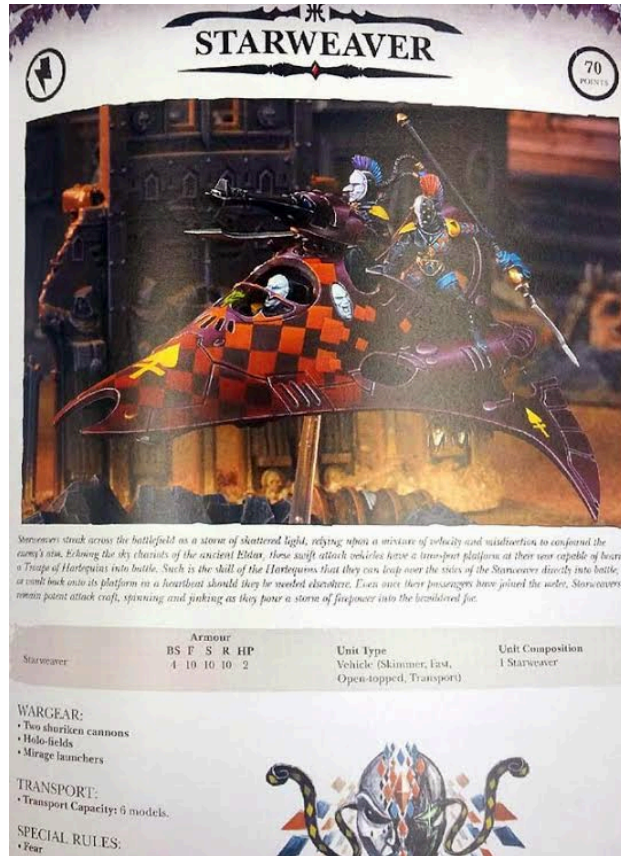 STARWEAVER
70
POINTS
Starweavers streak across the battlefield as a storm of shattered light, relying upon a mixture of velocity and misdirection to confound the
enemy's aim. Echoing the sky chariots of the ancient Eldar, these swift attack vehicles have a transport platform at their rear capable of
a Troupe of Harlequins into battle. Such is the skill of the Harlequins that they can leap over the sides of the Starweaver directly into battle,
or vault back onto its platform in a heartbeat should they be needed elsewhere. Even once their passengers have joined the melee, Starweavers
remain potent attack craft, spinning and jinking as they pour a storm of firepower into the bewildered foe.
Armour
BS F S R HP
Unit Type
Unit Composition
Starweaver
4 10 10 10 2
Vehicle (Skimmer, Fast,
Open-topped, Transport)
1 Starweaver
WARGEAR:
• Two shuriken cannons
• Holo-fields
• Mirage launchers
TRANSPORT:
• Transport Capacity: 6 models.
SPECIAL RULES:
• Fear